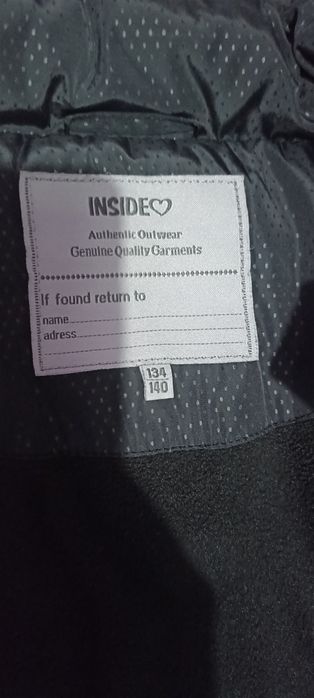 INSIDE♡
Authentic Outwear
Genuine Quality Garments
If found return to
name
adress
134
140